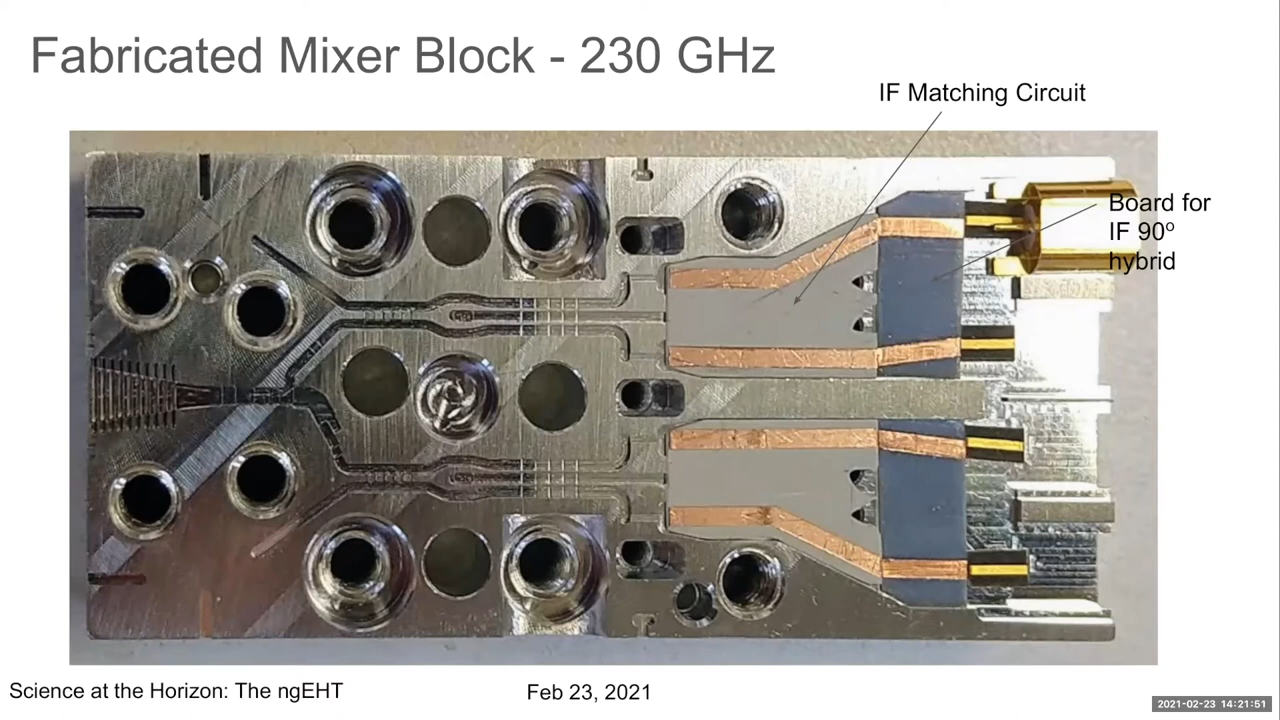 Fabricated Mixer Block - 230 GHz
IF Matching Circuit
Board for
IF 90º
hybrid
Science at the Horizon: The ngEHT
Feb 23, 2021
2021-02-23 14:21:51